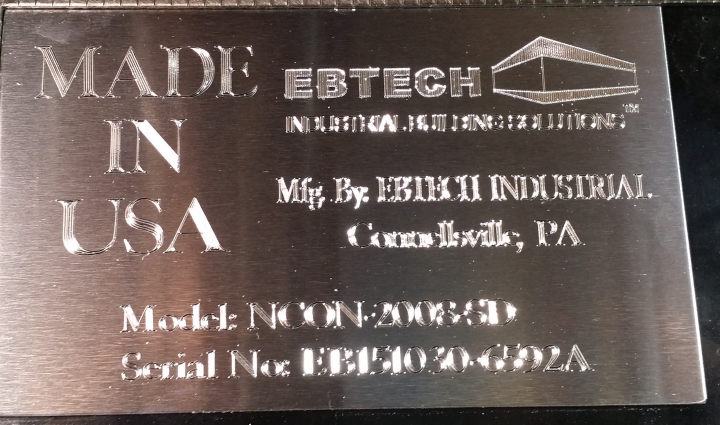 MADE
IN
USA
EBTECH
INDUSTRIAL BUILDING SOLUTIONS ™
Mfg. By: EBTECH INDUSTRIAL
Connellsville, PA
Model: NCON-2008-SD
Serial No: EB151030-6592A